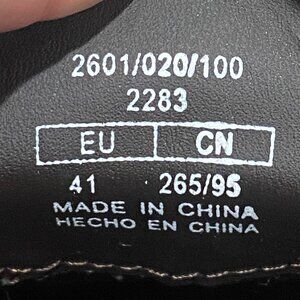 2601/020/100
2283
EU CN
41 265/95
MADE IN CHINA
HECHO EN CHINA